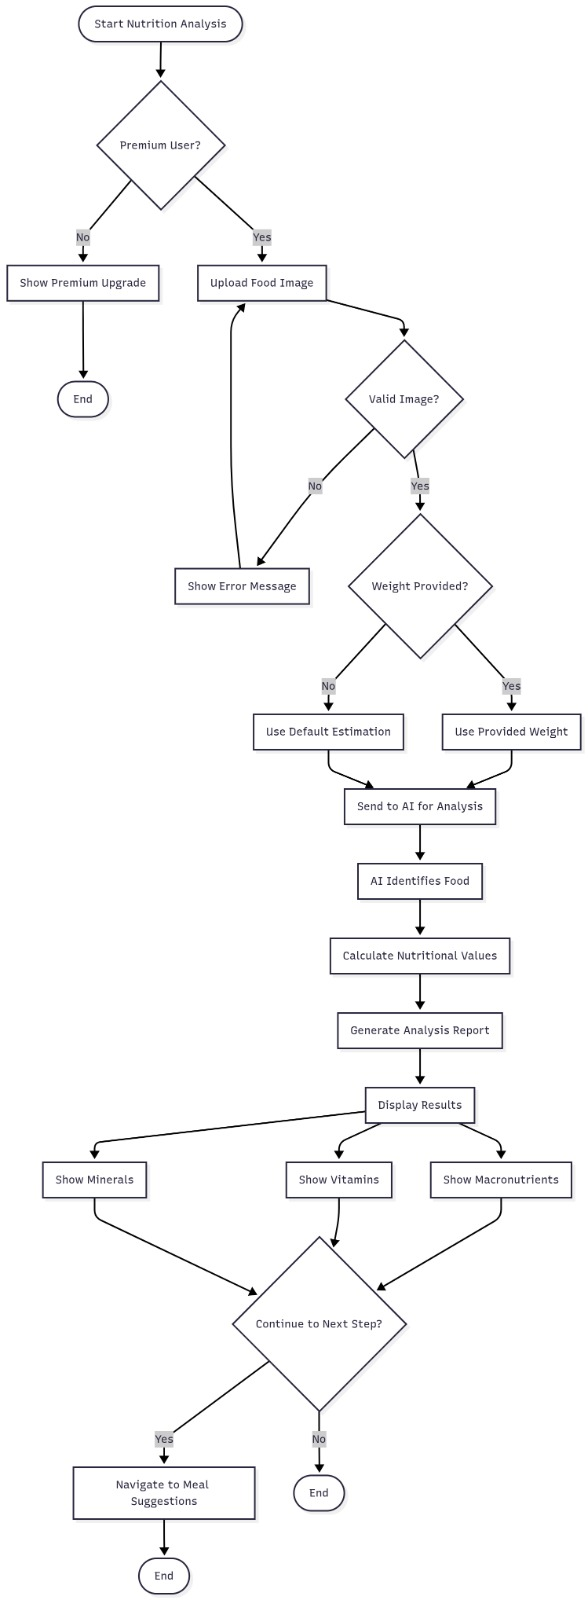 Start Nutrition Analysis
Premium User?
No
Yes
Show Premium Upgrade
Upload Food Image
End
Valid Image?
No
Yes
Show Error Message
Weight Provided?
No
Yes
Use Default Estimation
Use Provided Weight
Send to AI for Analysis
AI Identifies Food
Calculate Nutritional Values
Generate Analysis Report
Display Results
Show Minerals
Show Vitamins
Show Macronutrients
Continue to Next Step?
Yes
No
Navigate to Meal
Suggestions
End
End